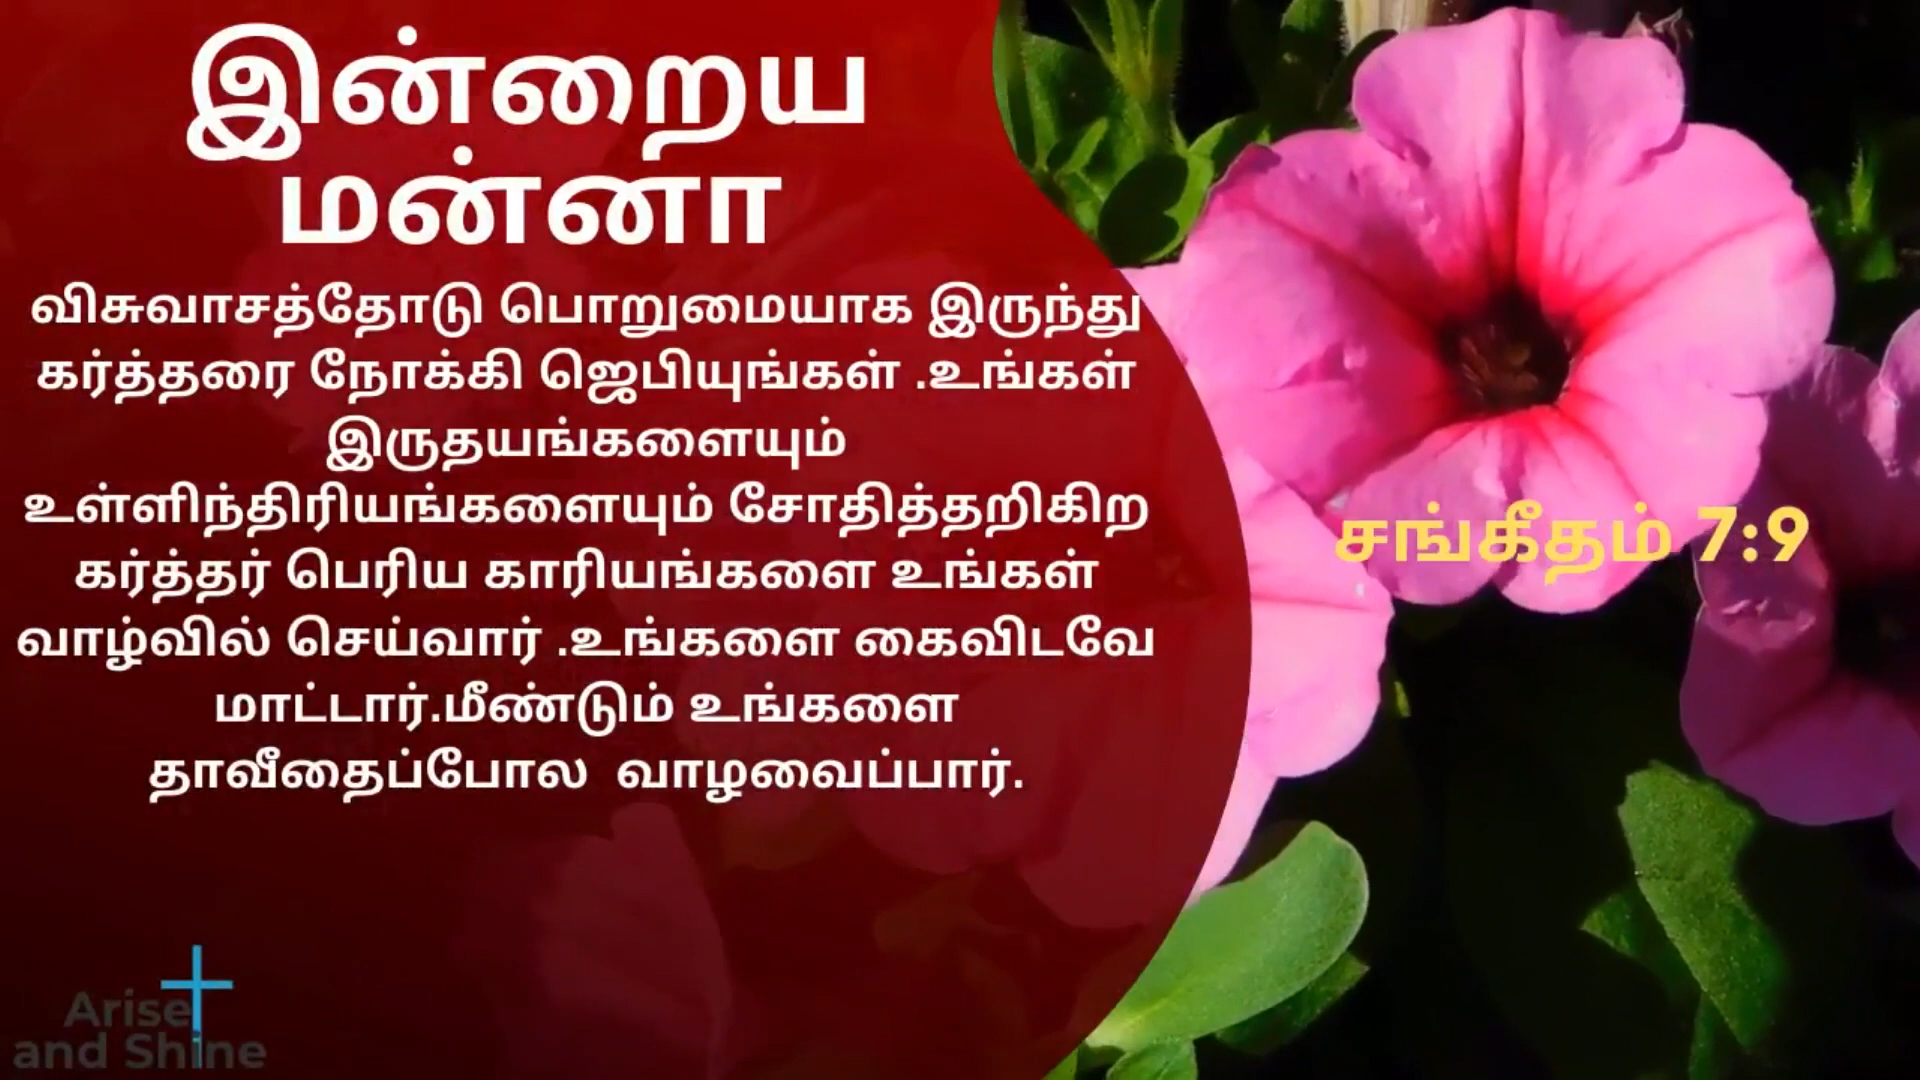 இன்றைய
மன்னா
விசுவாசத்தோடு பொறுமையாக இருந்து
கர்த்தரை நோக்கி ஜெபியுங்கள் .உங்கள்
இருதயங்களையும்
உள்ளிந்திரியங்களையும் சோதித்தறிகிற
கர்த்தர் பெரிய காரியங்களை உங்கள்
வாழ்வில் செய்வார் .உங்களை கைவிடவே
மாட்டார்.மீண்டும் உங்களை
தாவீதைப்போல வாழவைப்பார்.
சங்கீதம் 7:9
Arise
and Shine